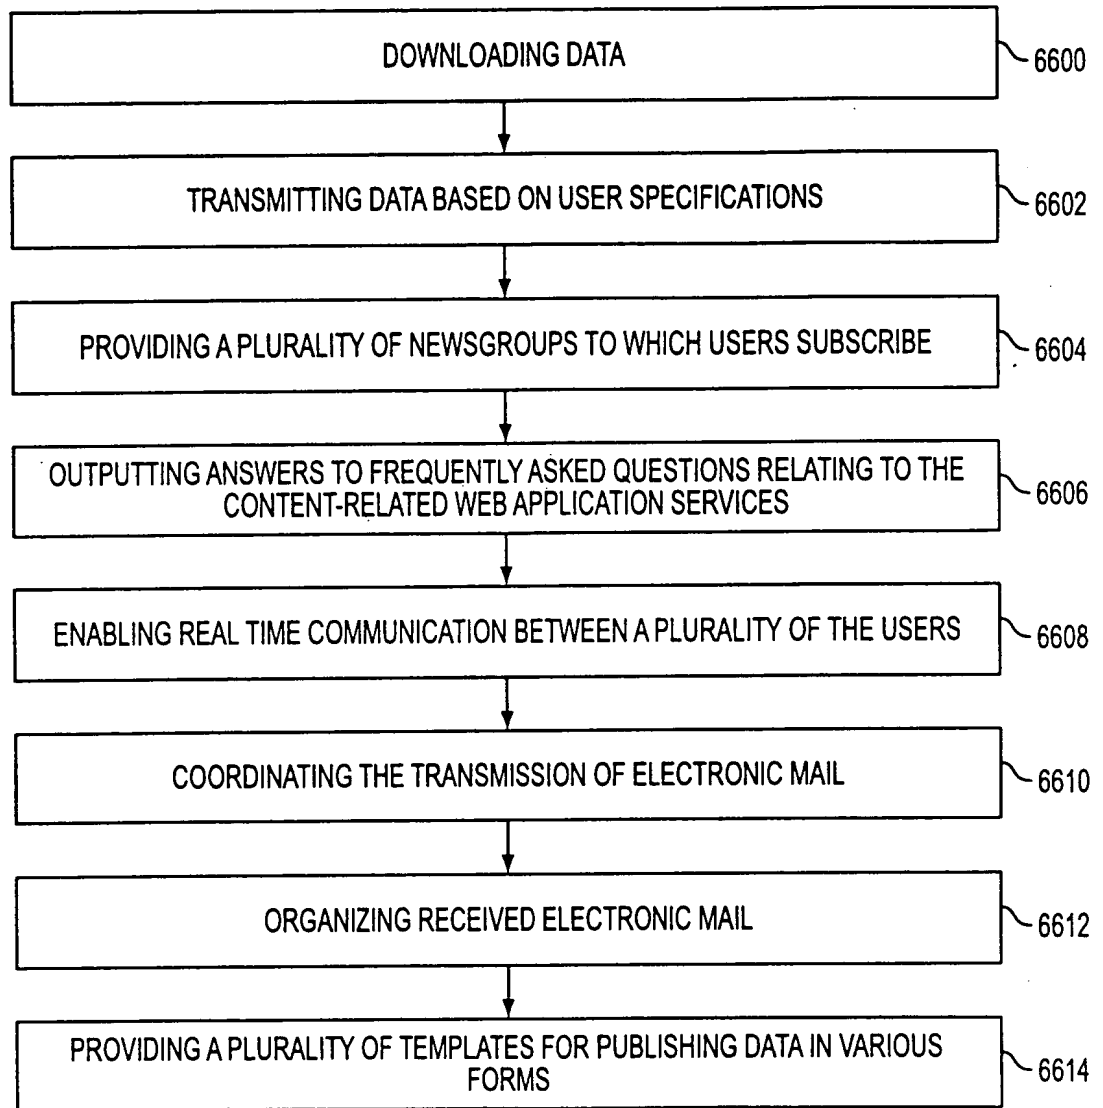 DOWNLOADING DATA
6600
TRANSMITTING DATA BASED ON USER SPECIFICATIONS
6602
PROVIDING A PLURALITY OF NEWSGROUPS TO WHICH USERS SUBSCRIBE
6604
OUTPUTTING ANSWERS TO FREQUENTLY ASKED QUESTIONS RELATING TO THE
CONTENT-RELATED WEB APPLICATION SERVICES
6606
ENABLING REAL TIME COMMUNICATION BETWEEN A PLURALITY OF THE USERS
6608
COORDINATING THE TRANSMISSION OF ELECTRONIC MAIL
6610
ORGANIZING RECEIVED ELECTRONIC MAIL
6612
PROVIDING A PLURALITY OF TEMPLATES FOR PUBLISHING DATA IN VARIOUS
FORMS
6614